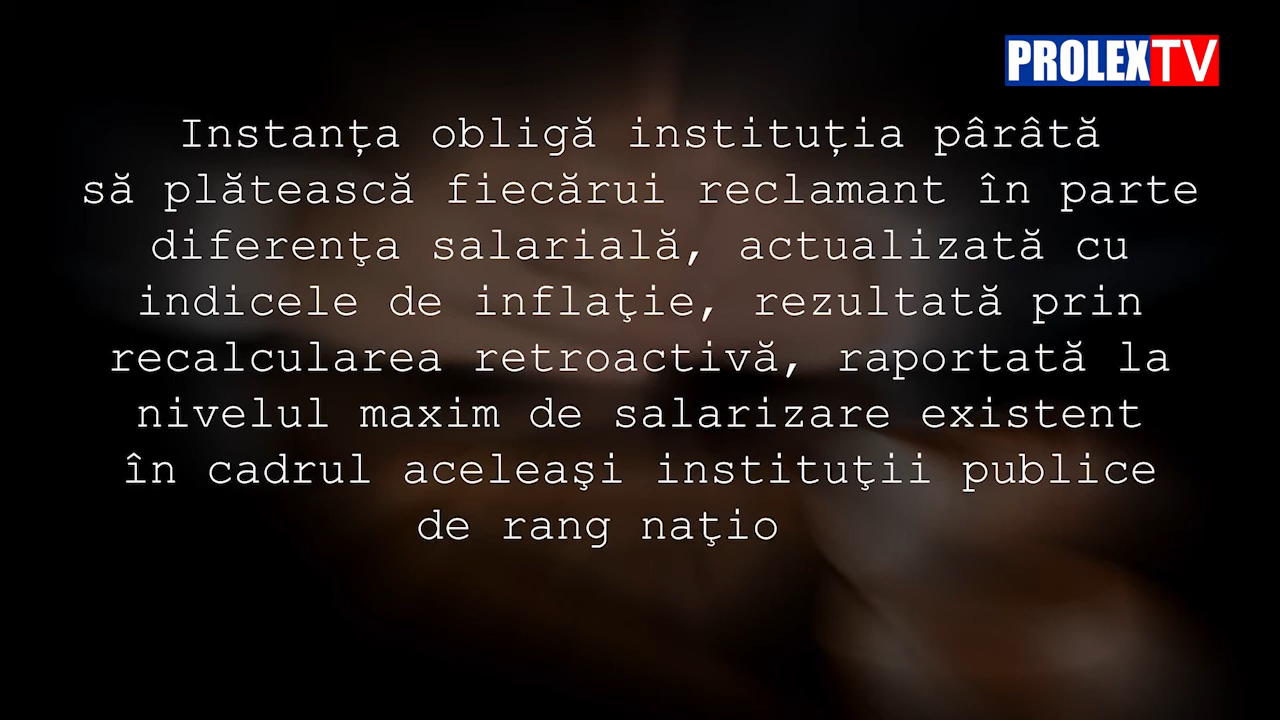 PROLEXTV
Instanța obligă instituția pârâtă
să plătească fiecărui reclamant în parte
diferenţa salarială, actualizată cu
indicele de inflaţie, rezultată prin
recalcularea retroactivă, raportată la
nivelul maxim de salarizare existent
în cadrul aceleaşi instituţii publice
de rang naţio